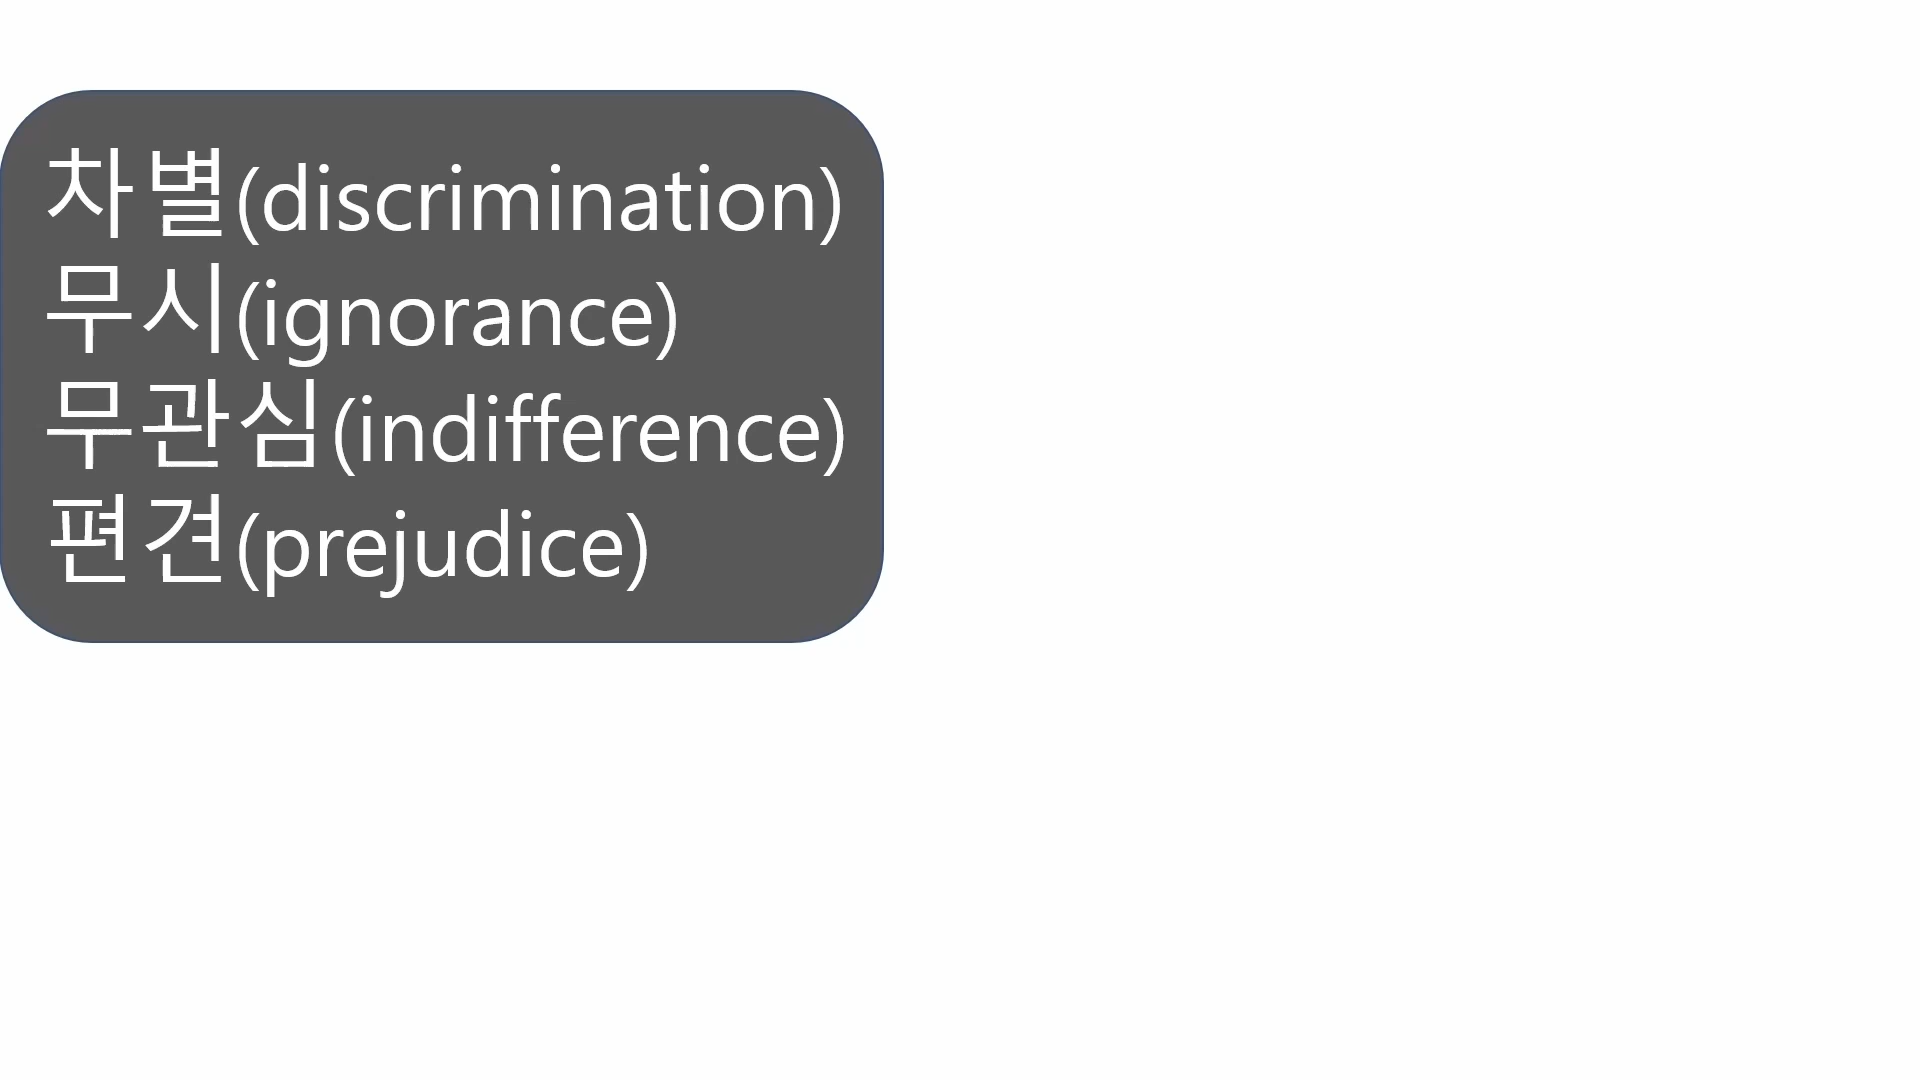 차별(discrimination)
무시(ignorance)
무관심(indifference)
편견(prejudice)